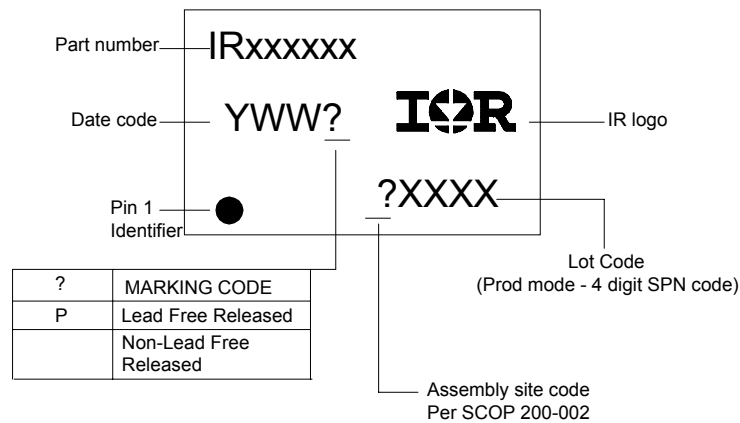 Part number
IRxxxxxx
Date code
YWW?
IOR
IR logo
?XXXX
Pin 1
Identifier
Lot Code
(Prod mode - 4 digit SPN code)
? MARKING CODE
P Lead Free Released
Non-Lead Free
Released
Assembly site code
Per SCOP 200-002